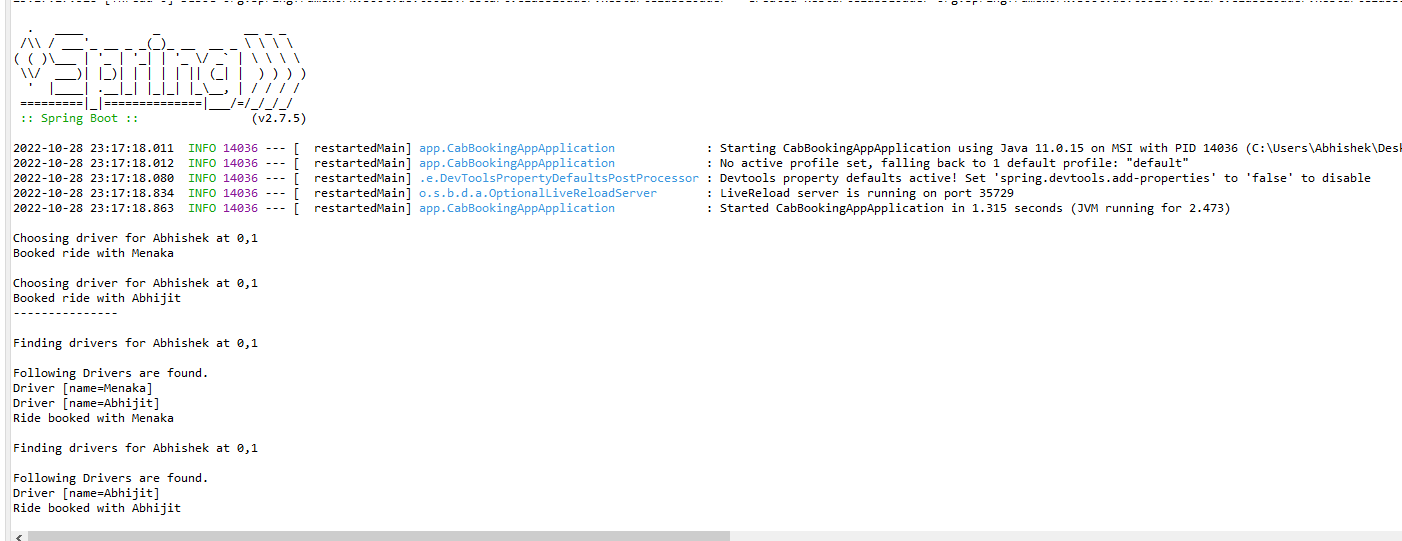 .   ____          _            __ _ _
 /\\ / ___'_ __ _ _(_)_ __  __ _ \ \ \ \
( ( )\___ | '_ | '_| | '_ \/ _` | \ \ \ \
 \\/  ___)| |_)| | | | | || (_| |  ) ) ) )
  '  |____| .__|_| |_|_| |_\__, | / / / /
 =========|_|==============|___/=/_/_/_/
 :: Spring Boot ::                (v2.7.5)
2022-10-28 23:17:18.011  INFO 14036 --- [  restartedMain] app.CabBookingAppApplication             : Starting CabBookingAppApplication using Java 11.0.15 on MSI with PID 14036 (C:\Users\Abhishek\Des
2022-10-28 23:17:18.012  INFO 14036 --- [  restartedMain] app.CabBookingAppApplication             : No active profile set, falling back to 1 default profile: "default"
2022-10-28 23:17:18.080  INFO 14036 --- [  restartedMain] .e.DevToolsPropertyDefaultsPostProcessor : Devtools property defaults active! Set 'spring.devtools.add-properties' to 'false' to disable
2022-10-28 23:17:18.834  INFO 14036 --- [  restartedMain] o.s.b.d.a.OptionalLiveReloadServer       : LiveReload server is running on port 35729
2022-10-28 23:17:18.863  INFO 14036 --- [  restartedMain] app.CabBookingAppApplication             : Started CabBookingAppApplication in 1.315 seconds (JVM running for 2.473)
Choosing driver for Abhishek at 0,1
Booked ride with Menaka
Choosing driver for Abhishek at 0,1
Booked ride with Abhijit
---------------
Finding drivers for Abhishek at 0,1
Following Drivers are found.
Driver [name=Menaka]
Driver [name=Abhijit]
Ride booked with Menaka
Finding drivers for Abhishek at 0,1
Following Drivers are found.
Driver [name=Abhijit]
Ride booked with Abhijit